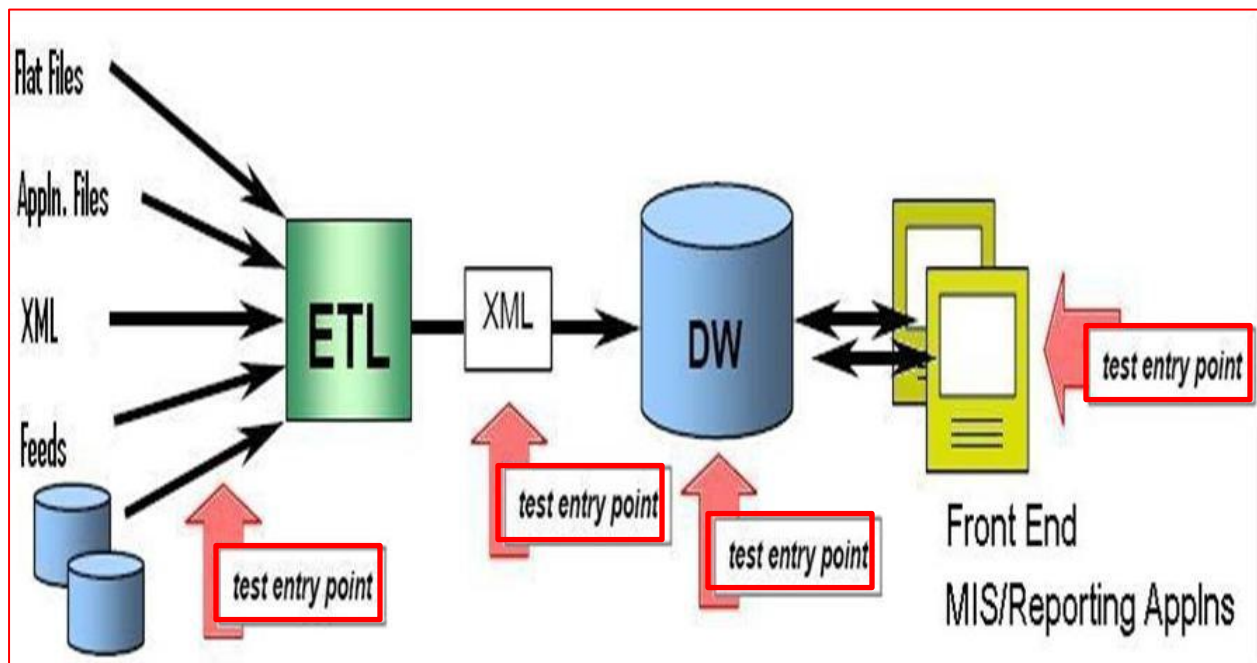 Flat Files
Appln. Files
XML
Feeds
ETL
XML
DW
test entry point
test entry point
test entry point
test entry point
Front End
MIS/Reporting Applns